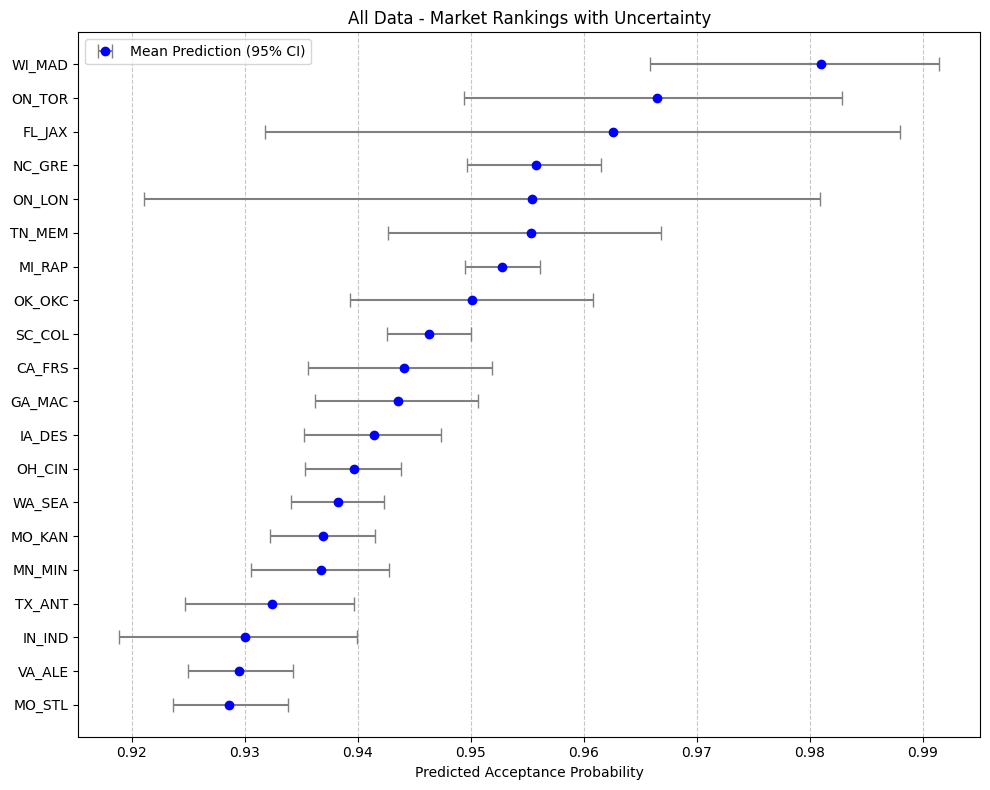 All Data - Market Rankings with Uncertainty
Mean Prediction (95% CI)
WI_MAD
ON_TOR
FL_JAX
NC_GRE
ON_LON
TN_MEM
MI_RAP
OK_OKC
SC_COL
CA_FRS
GA_MAC
IA_DES
OH_CIN
WA_SEA
MO_KAN
MN_MIN
TX_ANT
IN_IND
VA_ALE
MO_STL
0.92 0.93 0.94 0.95 0.96 0.97 0.98 0.99
Predicted Acceptance Probability